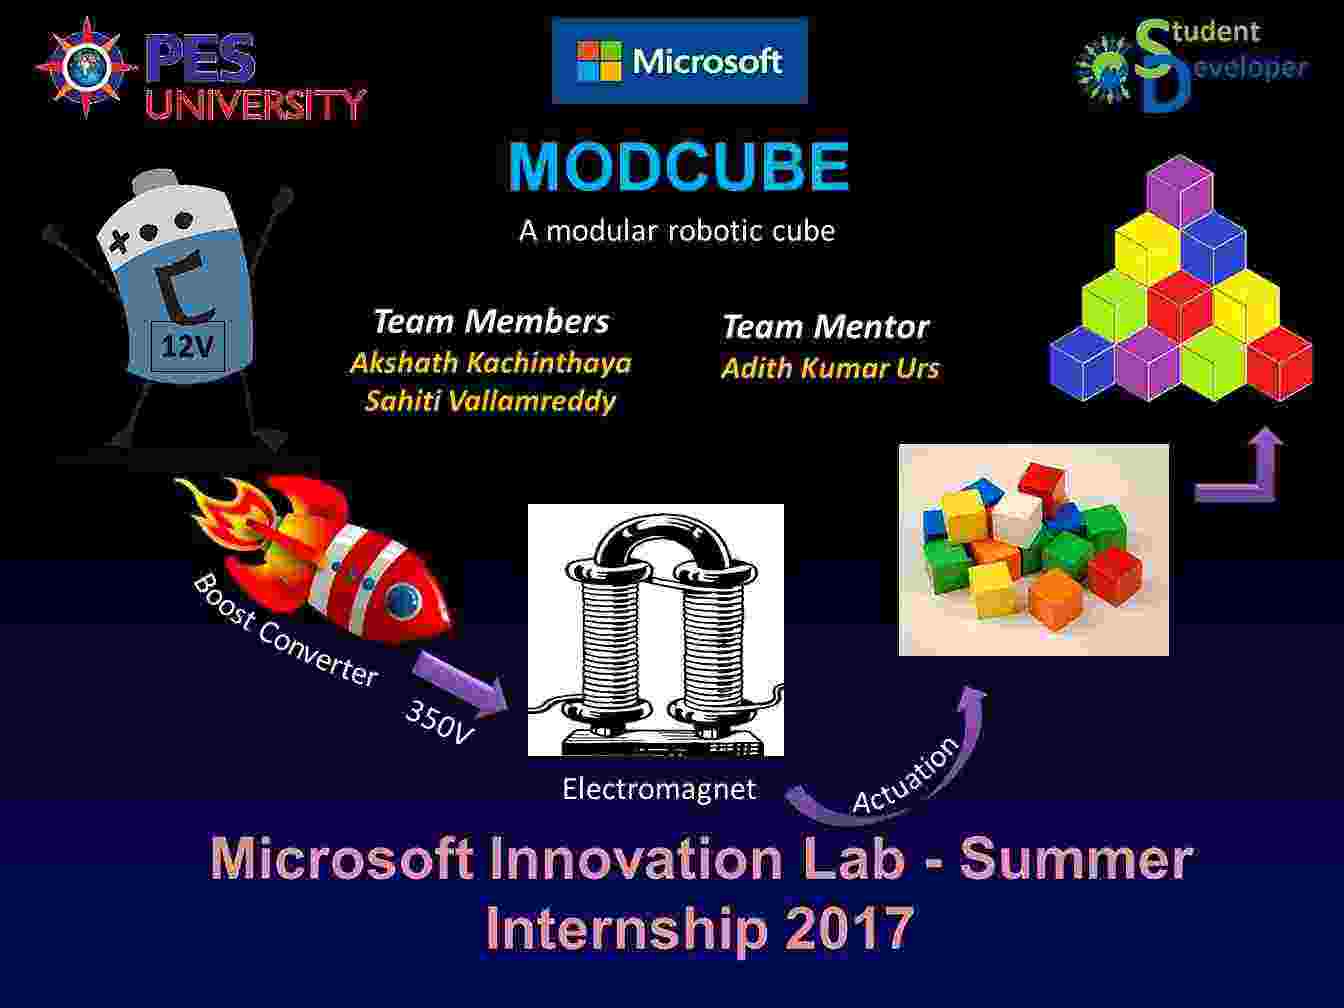 PES
UNIVERSITY
Microsoft
Student
Developer
MODCUBE
A modular robotic cube
12V
Team Members
Akshath Kachinthaya
Sahiti Vallamreddy
Team Mentor
Adith Kumar Urs
Boost Converter
350V
Electromagnet
Actuation
Microsoft Innovation Lab - Summer
Internship 2017